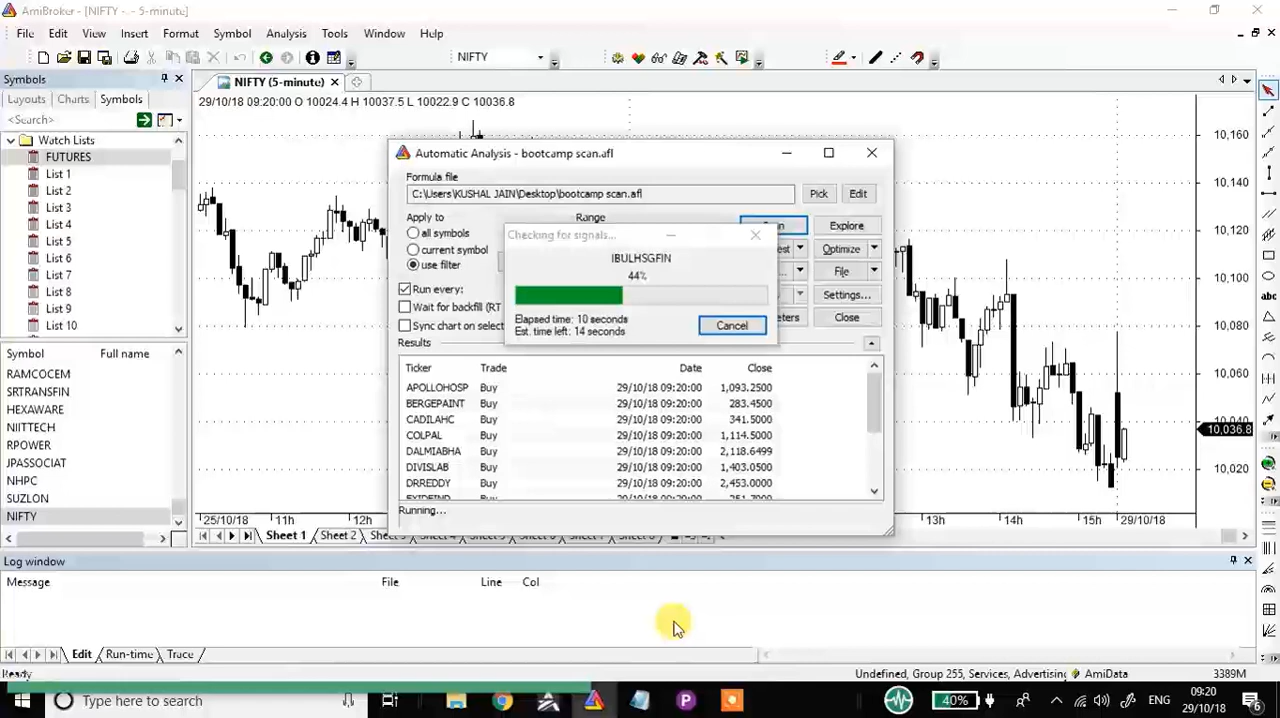 AmiBroker - [NIFTY - - 5-minute]
File Edit View Insert Format Symbol Analysis Tools Window Help
NIFTY
Symbols
NIFTY (5-minute)
Layouts Charts Symbols
29/10/18 09:20:00 O 10024.4 H 10037.5 L 10022.9 C 10036.8
<Search>
Watch Lists
FUTURES
List 1
List 2
List 3
List 4
List 5
List 6
List 7
List 8
List 9
List 10
Symbol Full name
RAMCOCEM
SRTRANSFIN
HEXAWARE
NIITTECH
RPOWER
JPASSOCIAT
NHPC
SUZLON
NIFTY
Automatic Analysis - bootcamp scan.afl
Formula file
C:\Users\KUSHAL JAIN\Desktop\bootcamp scan.afl
Pick Edit
Apply to Range
all symbols
current symbol
use filter
Explore
Optimize
File
Settings...
Close
Run every:
Wait for backfill (RT
Sync chart on select
Checking for signals...
IBULHSGFIN
44%
Elapsed time: 10 seconds
Est. time left: 14 seconds
Cancel
Results
Ticker Trade Date Close
APOLLOHOSP Buy 29/10/18 09:20:00 1,093.2500
BERGEPAINT Buy 29/10/18 09:20:00 283.4500
CADILAHC Buy 29/10/18 09:20:00 341.5000
COLPAL Buy 29/10/18 09:20:00 1,114.5000
DALMIABHA Buy 29/10/18 09:20:00 2,118.6499
DIVISLAB Buy 29/10/18 09:20:00 1,403.0500
DRREDDY Buy 29/10/18 09:20:00 2,453.0000
Running...
10,160
10,140
10,120
10,100
10,080
10,060
10,040
10,036.8
10,020
25/10/18 11h 12h 13h 14h 15h 29/10/18
Sheet 1 Sheet 2
Log window
Message File Line Col
Edit Run-time Trace
Ready
Undefined, Group 255, Services, Advertising AmiData 3389M
Type here to search
40%
ENG
09:20
29/10/18
6